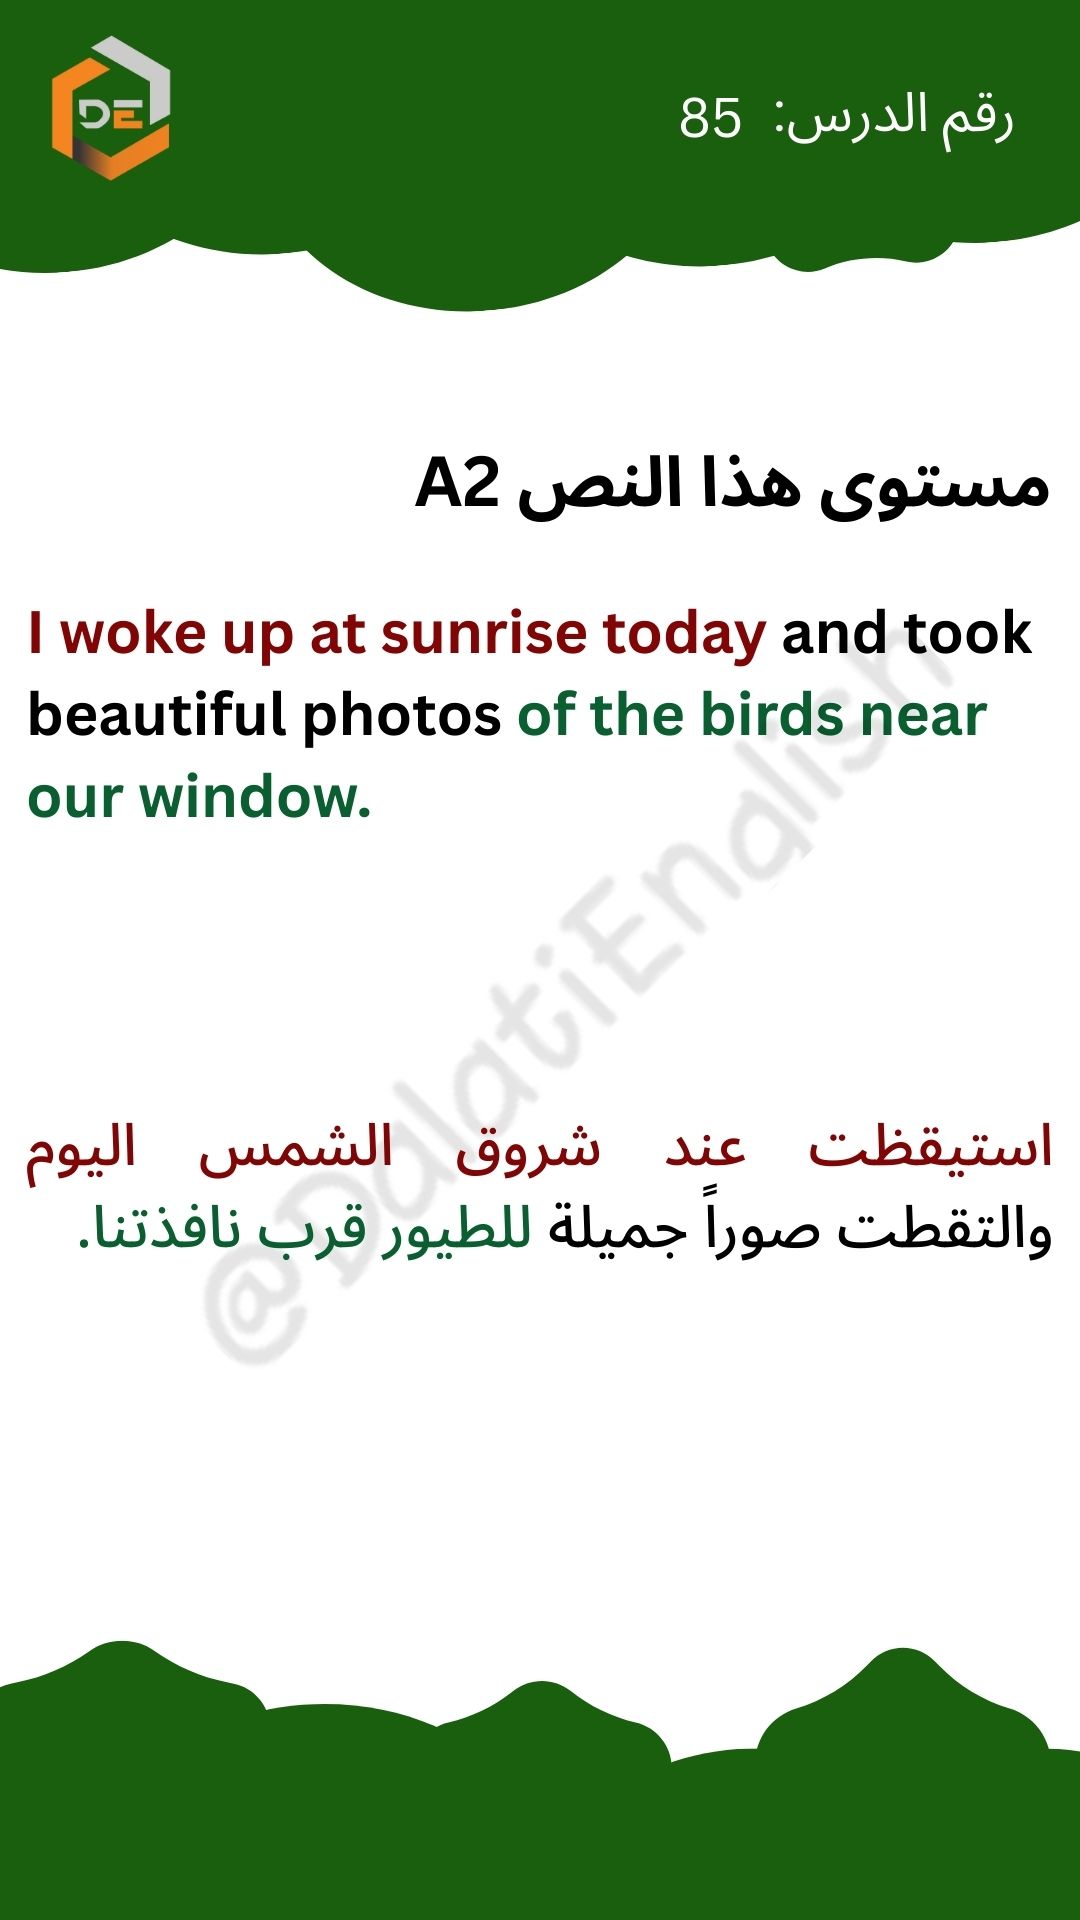 DE
رقم الدرس: 85
مستوى هذا النص A2
I woke up at sunrise today and took
beautiful photos of the birds near
our window.
@DalatiEnglish
استيقظت عند شروق الشمس اليوم
والتقطت صوراً جميلة للطيور قرب نافذتنا.